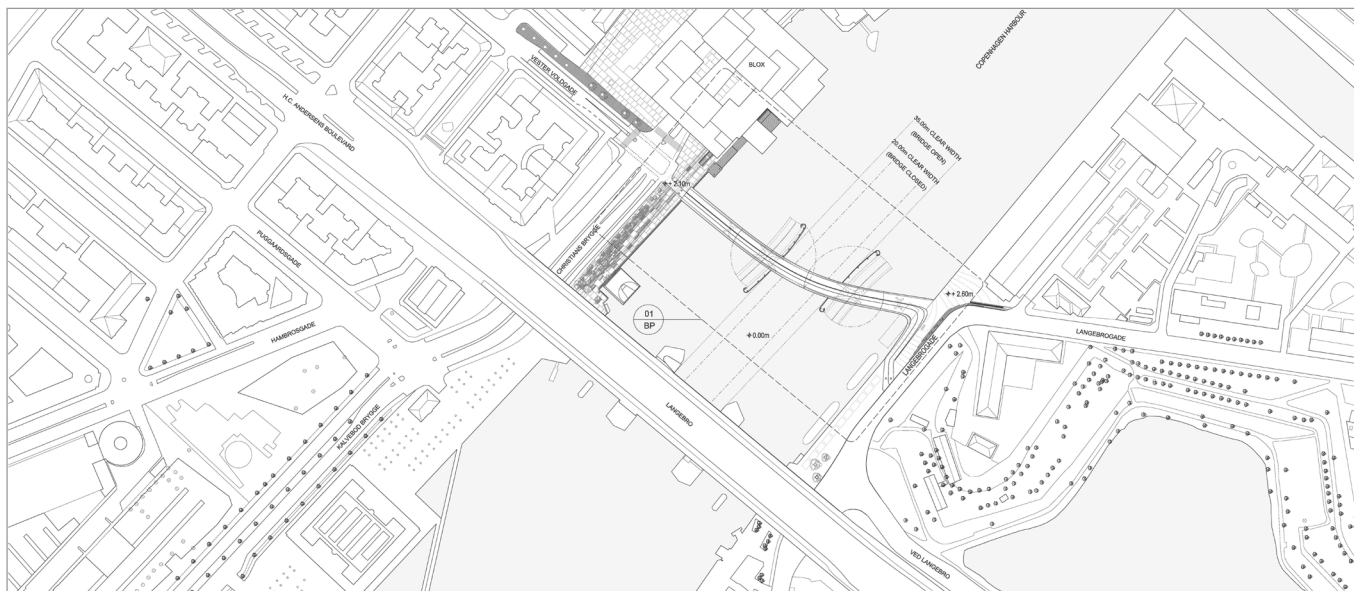 COPENHAGEN HARBOUR
BLOX
VESTER VOLDGADE
H.C. ANDERSENS BOULEVARD
35.00m CLEAR WIDTH
(BRIDGE OPEN)
20.00m CLEAR WIDTH
(BRIDGE CLOSED)
+ 2.10m
CHRISTIANS BRYGGE
PUGGAARDSGADE
+ 2.60m
01
BP
HAMBROSGADE
+0.00m
LANGEBROGADE
LANGEBROGADE
LANGEBRO
KALVEBOD BRYGGE
VED LANGEBRO